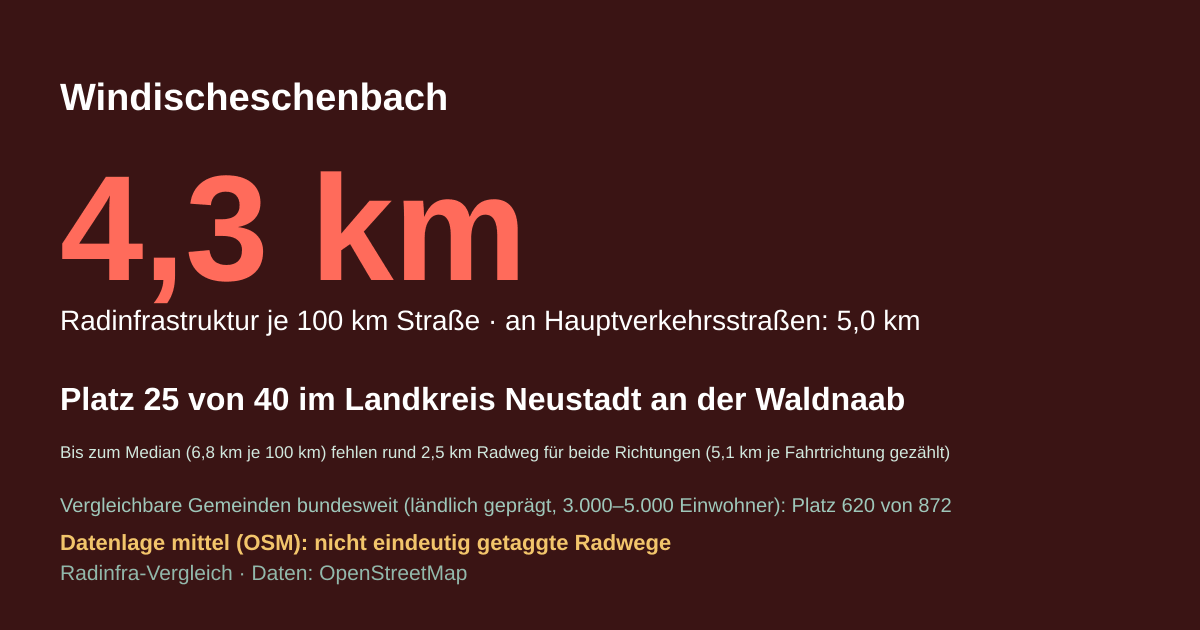 Windischeschenbach
4,3 km
Radinfrastruktur je 100 km Straße · an Hauptverkehrsstraßen: 5,0 km
Platz 25 von 40 im Landkreis Neustadt an der Waldnaab
Bis zum Median (6,8 km je 100 km) fehlen rund 2,5 km Radweg für beide Richtungen (5,1 km je Fahrtrichtung gezählt)
Vergleichbare Gemeinden bundesweit (ländlich geprägt, 3.000–5.000 Einwohner): Platz 620 von 872
Datenlage mittel (OSM): nicht eindeutig getaggte Radwege
Radinfra-Vergleich · Daten: OpenStreetMap